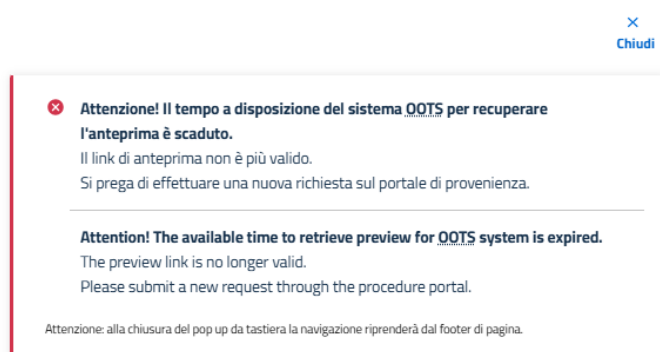 Chiudi
Attenzione! Il tempo a disposizione del sistema OOTS per recuperare
l'anteprima è scaduto.
Il link di anteprima non è più valido.
Si prega di effettuare una nuova richiesta sul portale di provenienza.
Attention! The available time to retrieve preview for OOTS system is expired.
The preview link is no longer valid.
Please submit a new request through the procedure portal.
Attenzione: alla chiusura del pop up da tastiera la navigazione riprenderà dal footer di pagina.